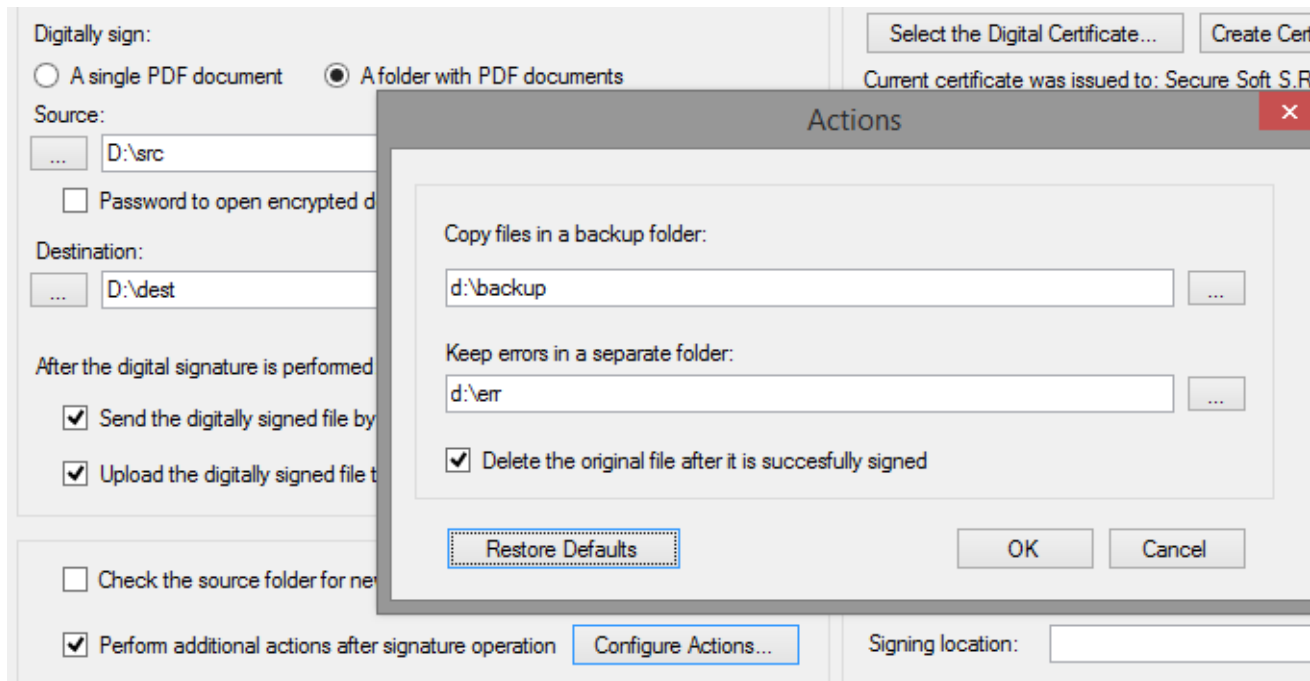 Digitally sign:
A single PDF document
A folder with PDF documents
Source:
...
D:\src
Password to open encrypted
Destination:
...
D:\dest
After the digital signature is performed
Send the digitally signed file by
Upload the digitally signed file
Check the source folder for
Perform additional actions after signature operation
Configure Actions...
Select the Digital Certificate...
Create
Current certificate was issued to: Secure Soft
Actions
Copy files in a backup folder:
d:\backup
...
Keep errors in a separate folder:
d:\err
...
Delete the original file after it is succesfully signed
Restore Defaults
OK
Cancel
Signing location: